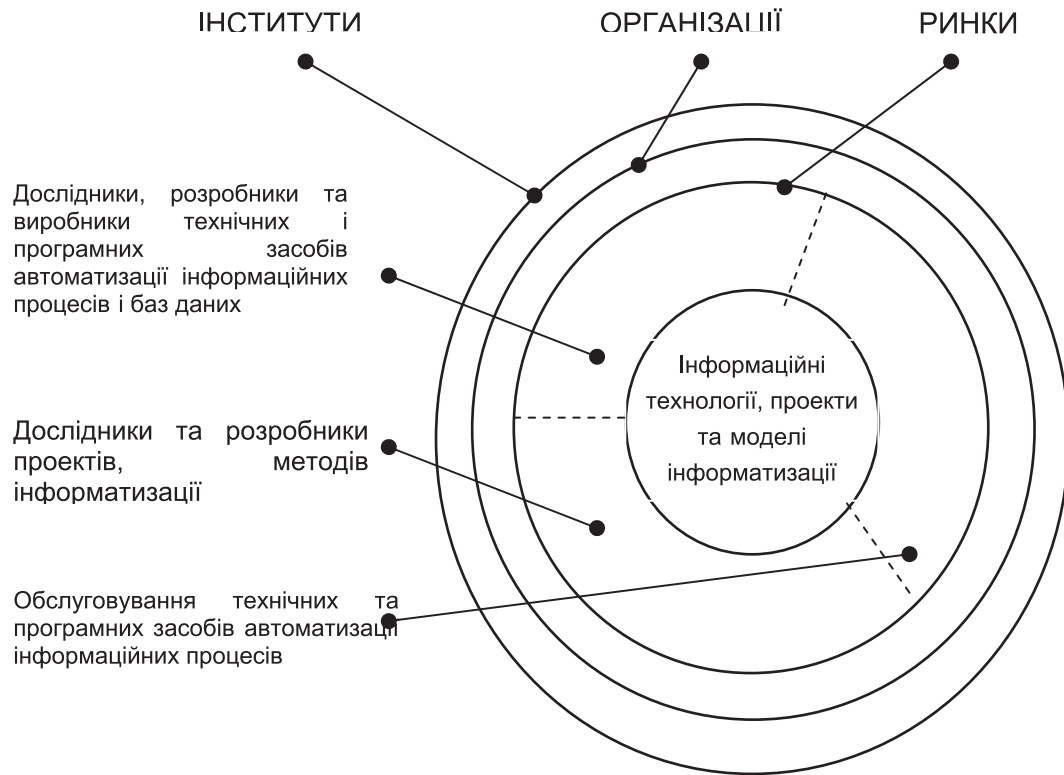 ІНСТИТУТИ ОРГАНІЗАЦІЇ РИНКИ
Дослідники, розробники та
виробники технічних і
програмних засобів
автоматизації інформаційних
процесів і баз даних
Інформаційні
технології, проекти
та моделі
інформатизації
Дослідники та розробники
проектів, методів
інформатизації
Обслуговування технічних та
програмних засобів автоматизації
інформаційних процесів